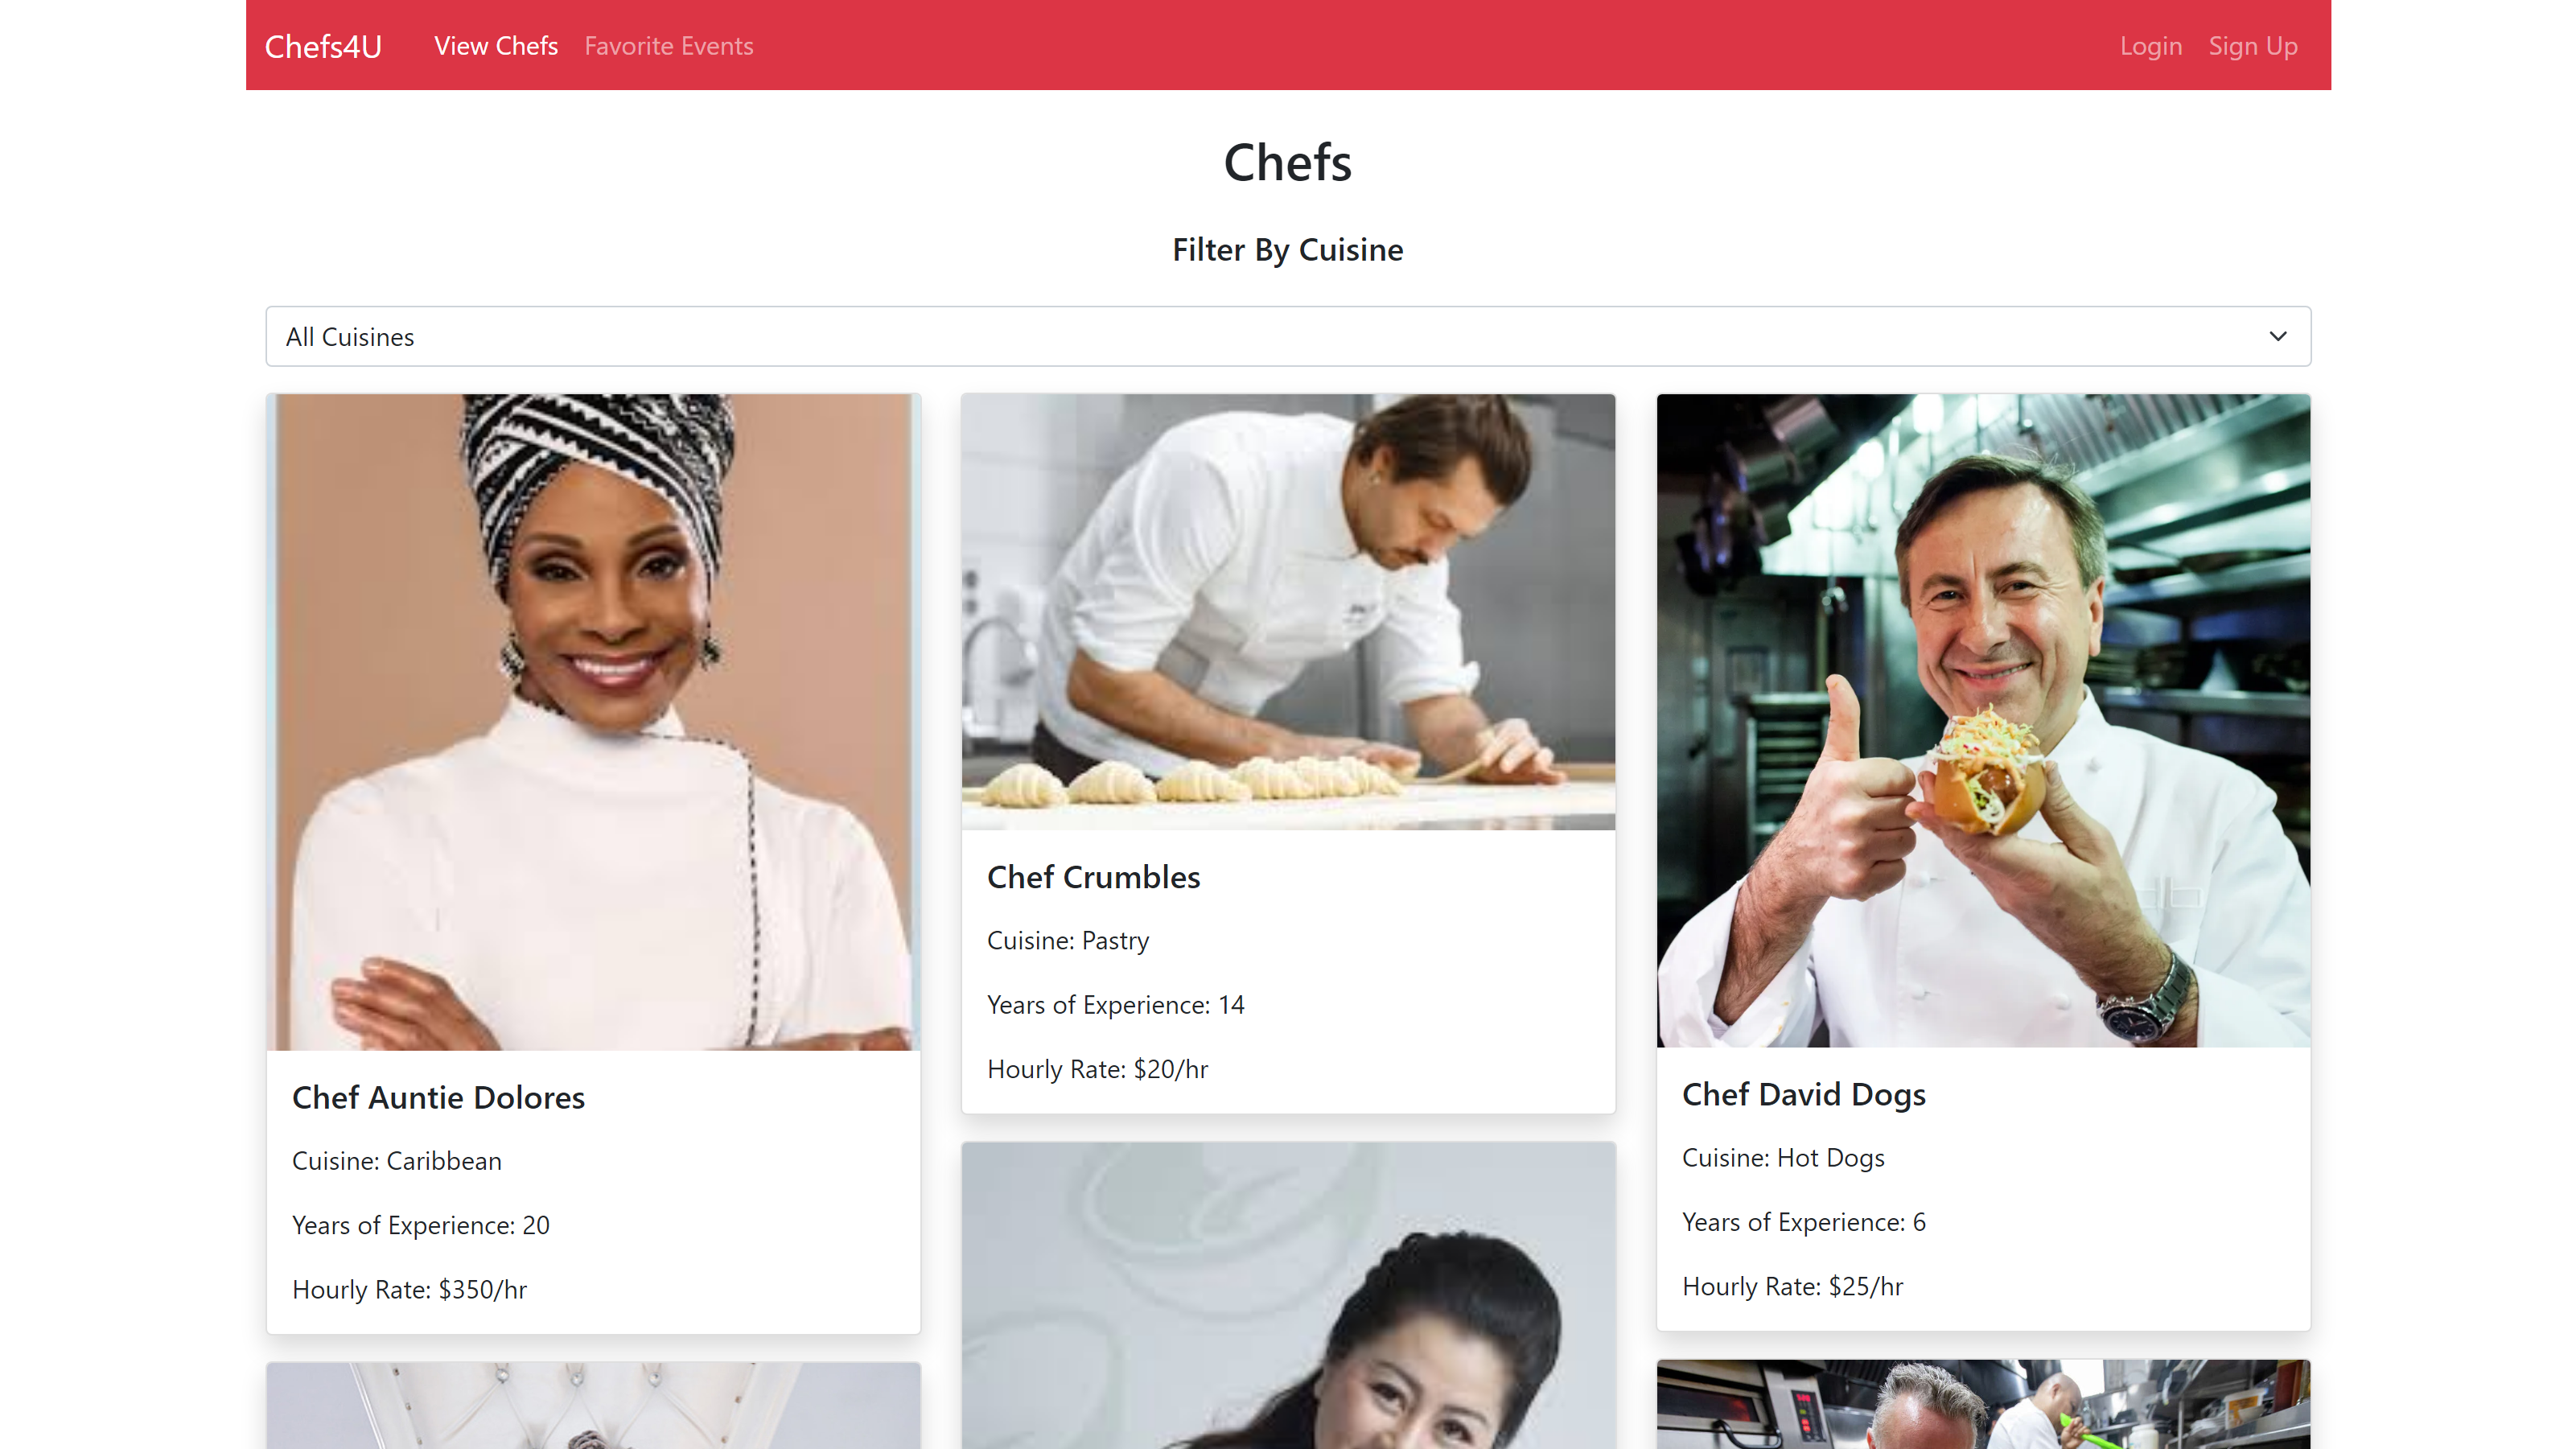 Chefs4U View Chefs Favorite Events Login Sign Up
Chefs
Filter By Cuisine
All Cuisines
Chef Auntie Dolores
Cuisine: Caribbean
Years of Experience: 20
Hourly Rate: $350/hr
Chef Crumbles
Cuisine: Pastry
Years of Experience: 14
Hourly Rate: $20/hr
Chef David Dogs
Cuisine: Hot Dogs
Years of Experience: 6
Hourly Rate: $25/hr